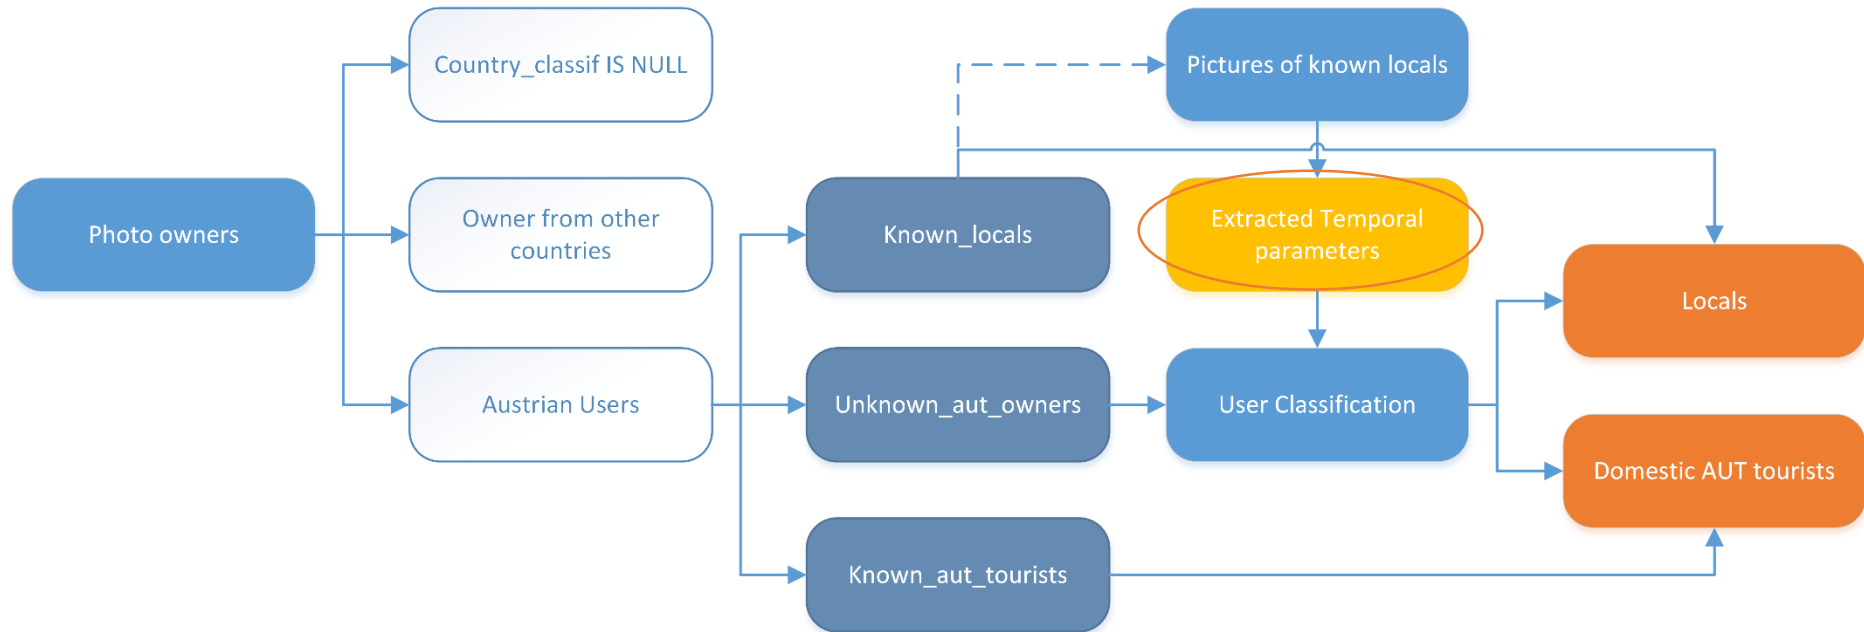 Photo owners
Country_classif IS NULL
Owner from other
countries
Austrian Users
Known_locals
Unknown_aut_owners
Known_aut_tourists
Pictures of known locals
Extracted Temporal
parameters
User Classification
Locals
Domestic AUT tourists